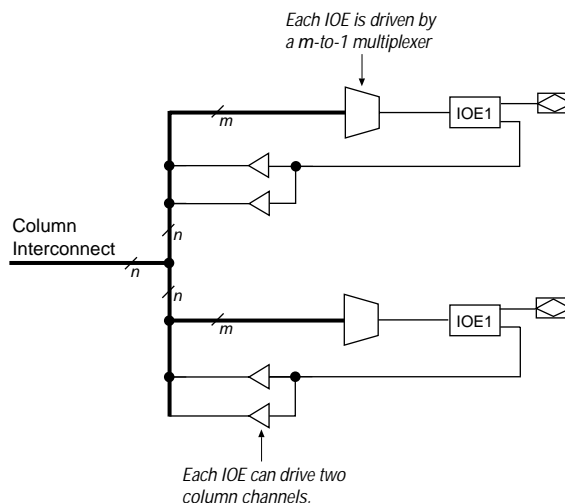 Each IOE is driven by
a m-to-1 multiplexer
m
IOE1
Column
Interconnect
n
n
n
m
IOE1
Each IOE can drive two
column channels.